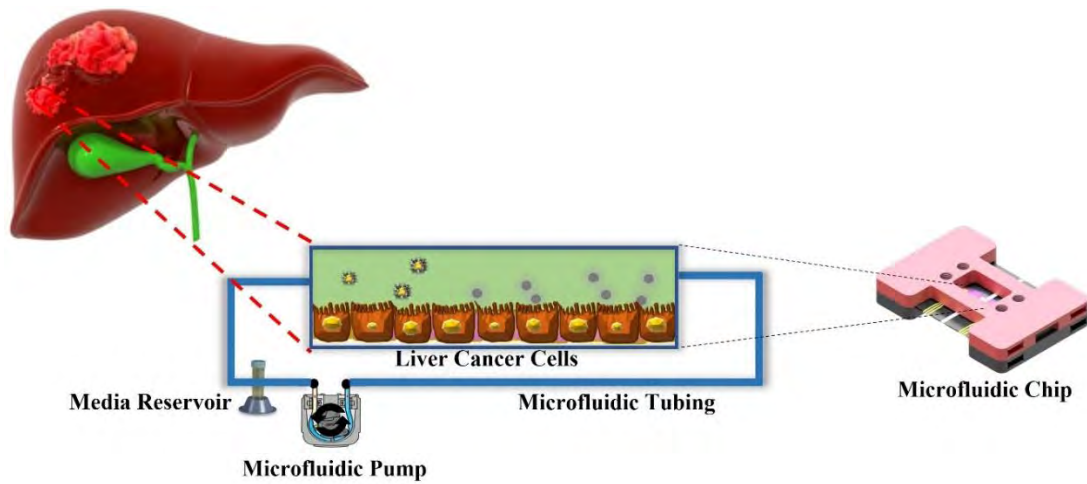 Liver Cancer Cells
Media Reservoir
Microfluidic Tubing
Microfluidic Chip
Microfluidic Pump